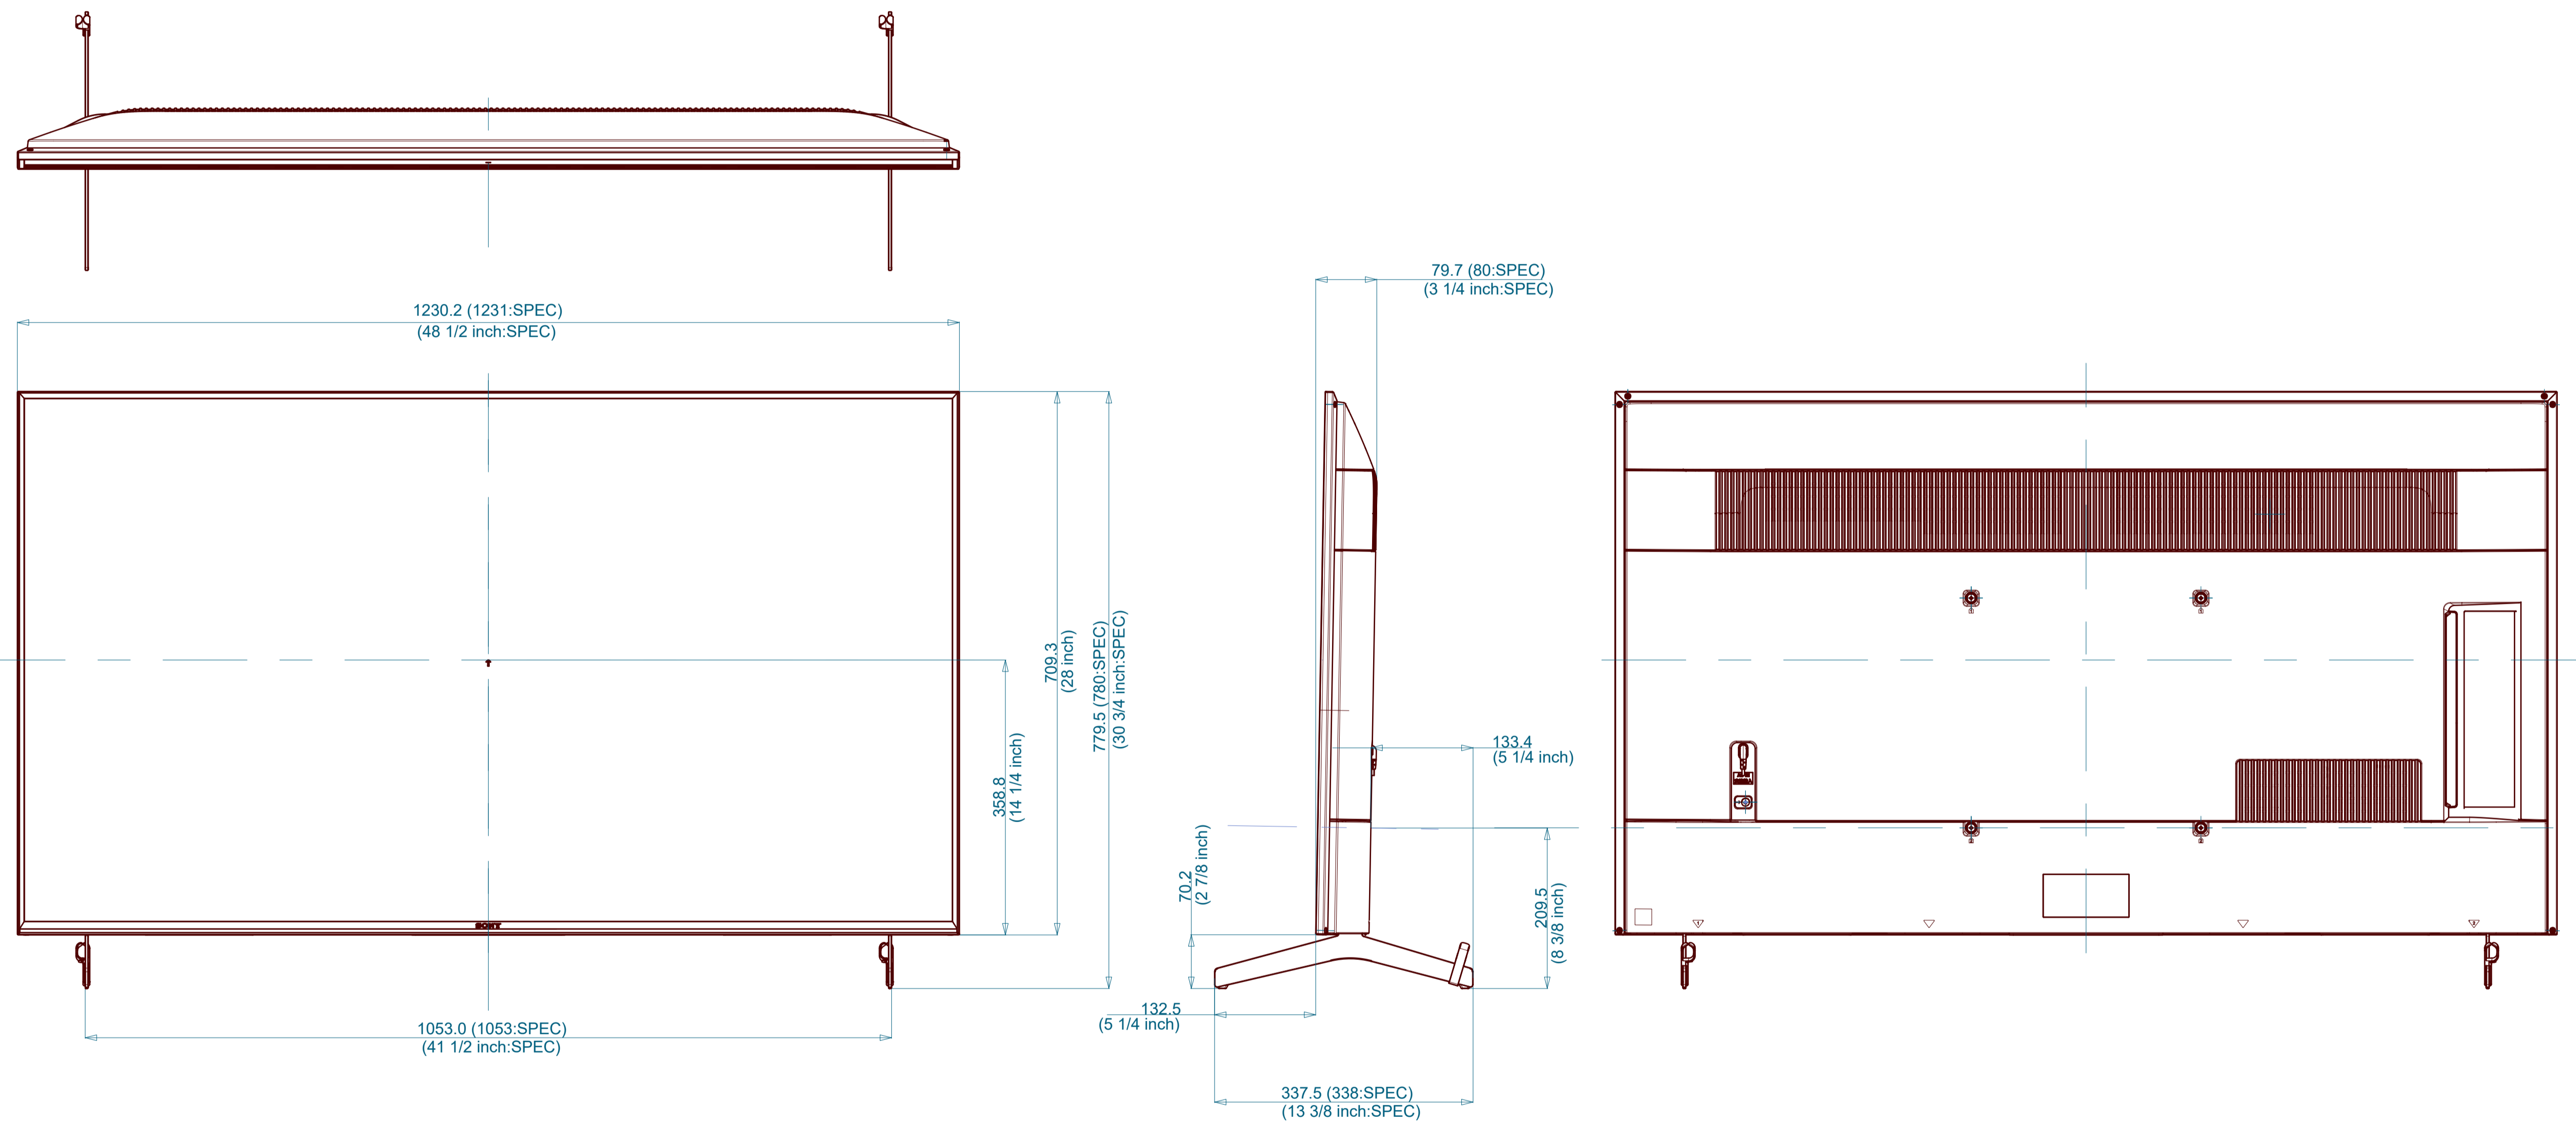 79.7 (80:SPEC)
(3 1/4 inch:SPEC)
1230.2 (1231:SPEC)
(48 1/2 inch:SPEC)
709.3
(28 inch)
779.5 (780:SPEC)
(30 3/4 inch:SPEC)
358.8
(14 1/4 inch)
133.4
(5 1/4 inch)
70.2
(2 7/8 inch)
209.5
(8 3/8 inch)
SONY
132.5
(5 1/4 inch)
1053.0 (1053:SPEC)
(41 1/2 inch:SPEC)
337.5 (338:SPEC)
(13 3/8 inch:SPEC)